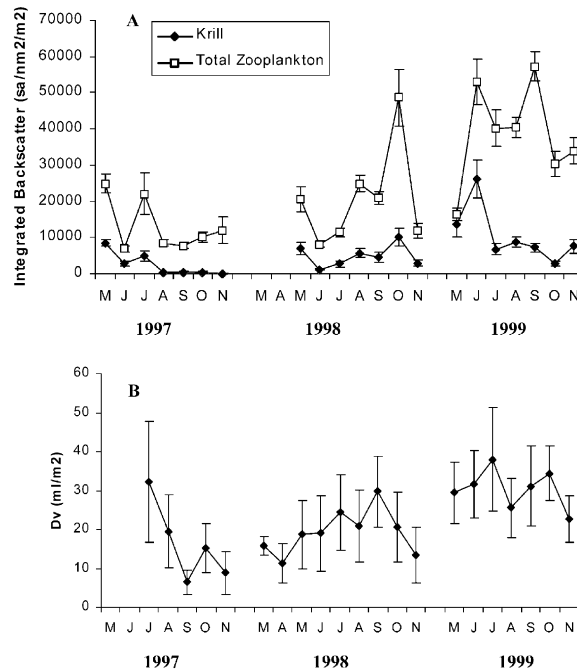 A
Integrated Backscatter (sa/nm2/m2)
70000
60000
50000
40000
30000
20000
10000
0
Krill
Total Zooplankton
M J J A S O N M A M J J A S O N M J J A S O N
1997 1998 1999
B
Dv (ml/m2)
60
50
40
30
20
10
0
M J J A S O N M A M J J A S O N M J J A S O N
1997 1998 1999